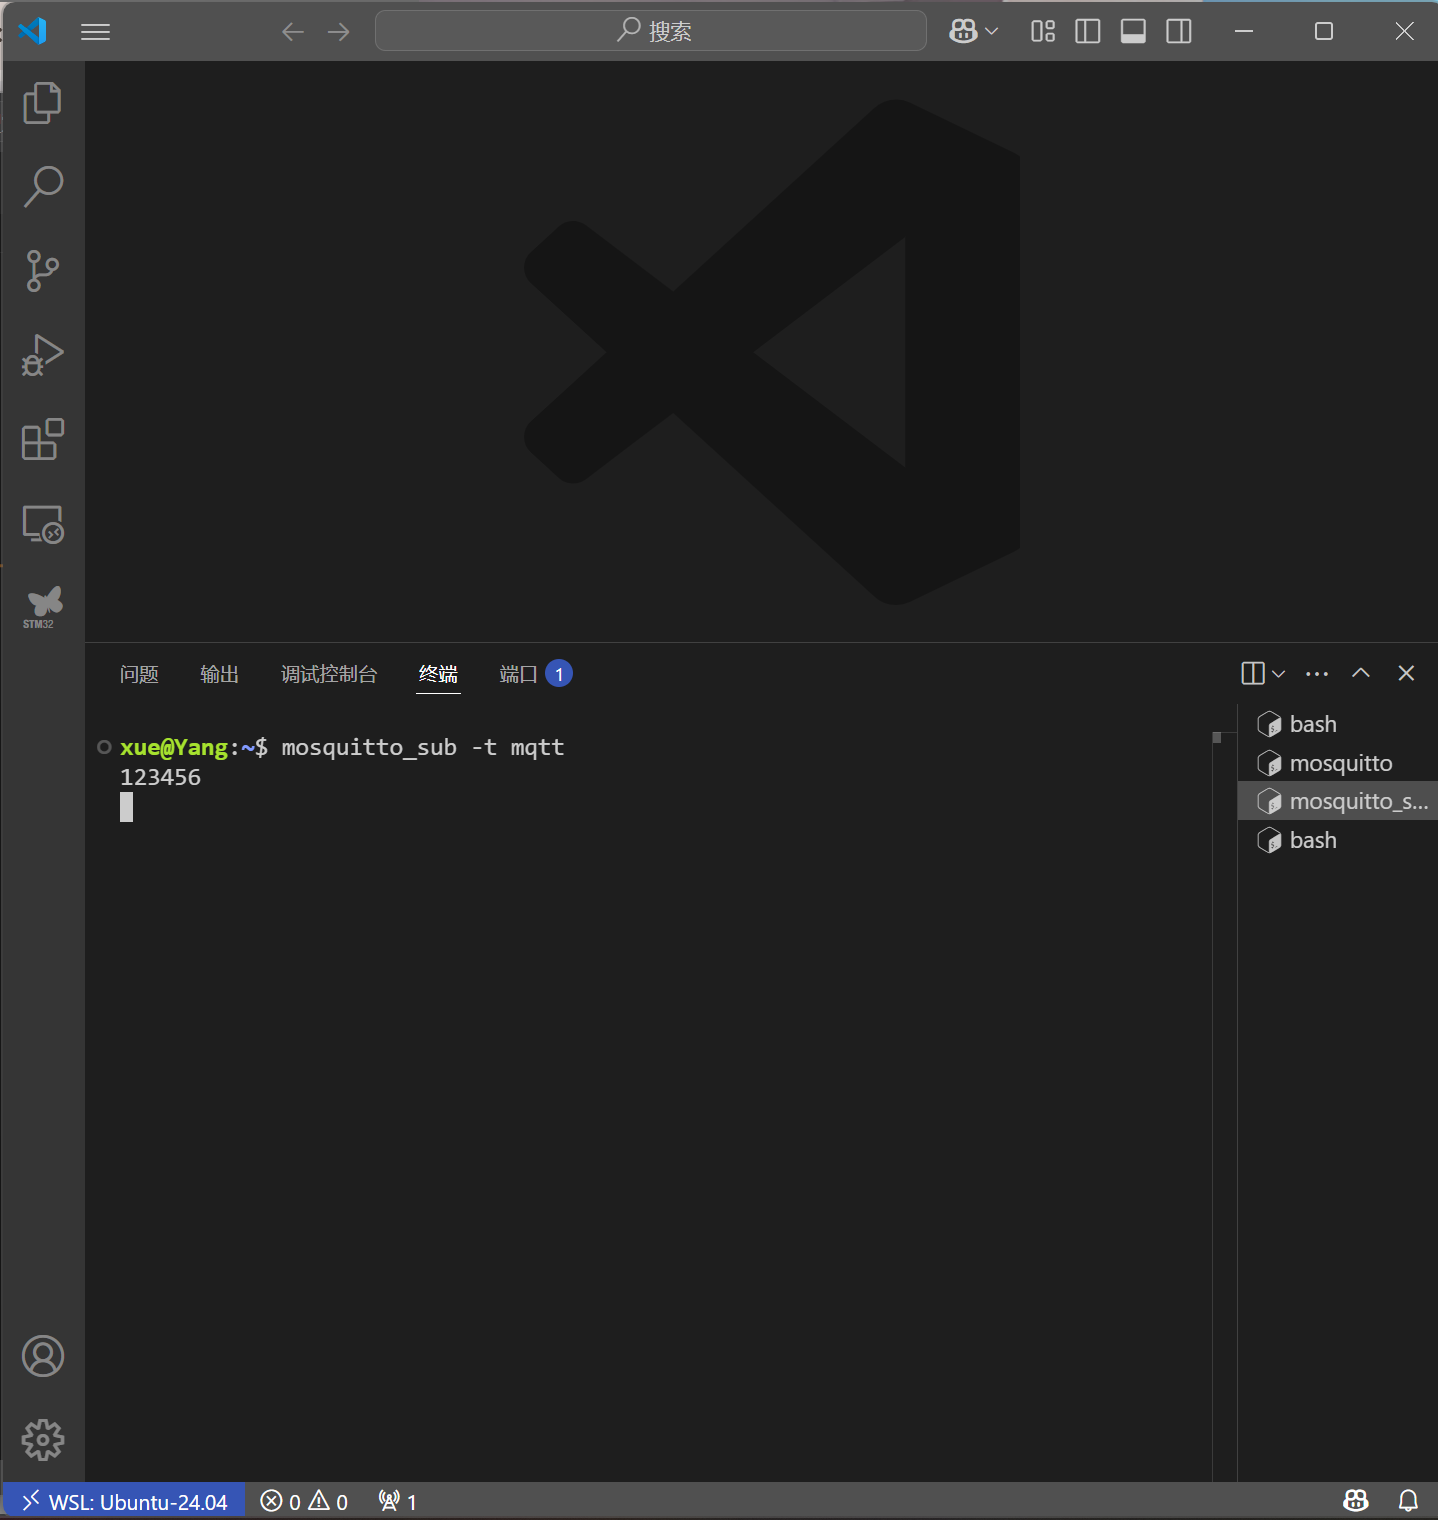 搜索
STM32
问题 输出 调试控制台 终端 端口 1
xue@Yang:~$ mosquitto_sub -t mqtt
123456
bash
mosquitto
mosquitto_s...
bash
WSL: Ubuntu-24.04 0 0 1